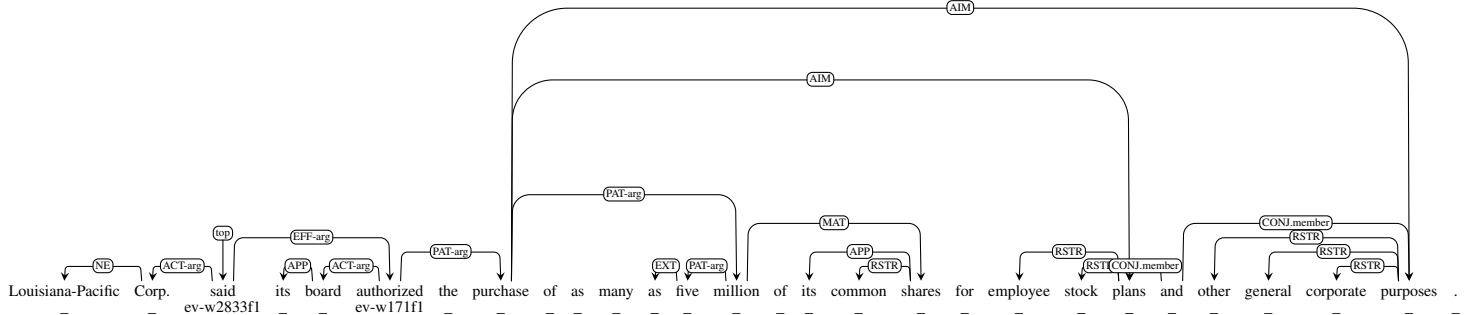 AIM
AIM
PAT-arg
MAT
CONJ.member
top
EFF-arg
RSTR
PAT-arg
APP
RSTR
RSTR
NE
ACT-arg
APP
ACT-arg
EXT
PAT-arg
RSTR
CONJ.member
RSTR
Louisiana-Pacific Corp. said its board authorized the purchase of as many as five million of its common shares for employee stock plans and other general corporate purposes .
_ _ ev-w2833f1 _ _ ev-w171f1 _ _ _ _ _ _ _ _ _ _ _ _ _ _ _ _ _ _ _ _ _ _